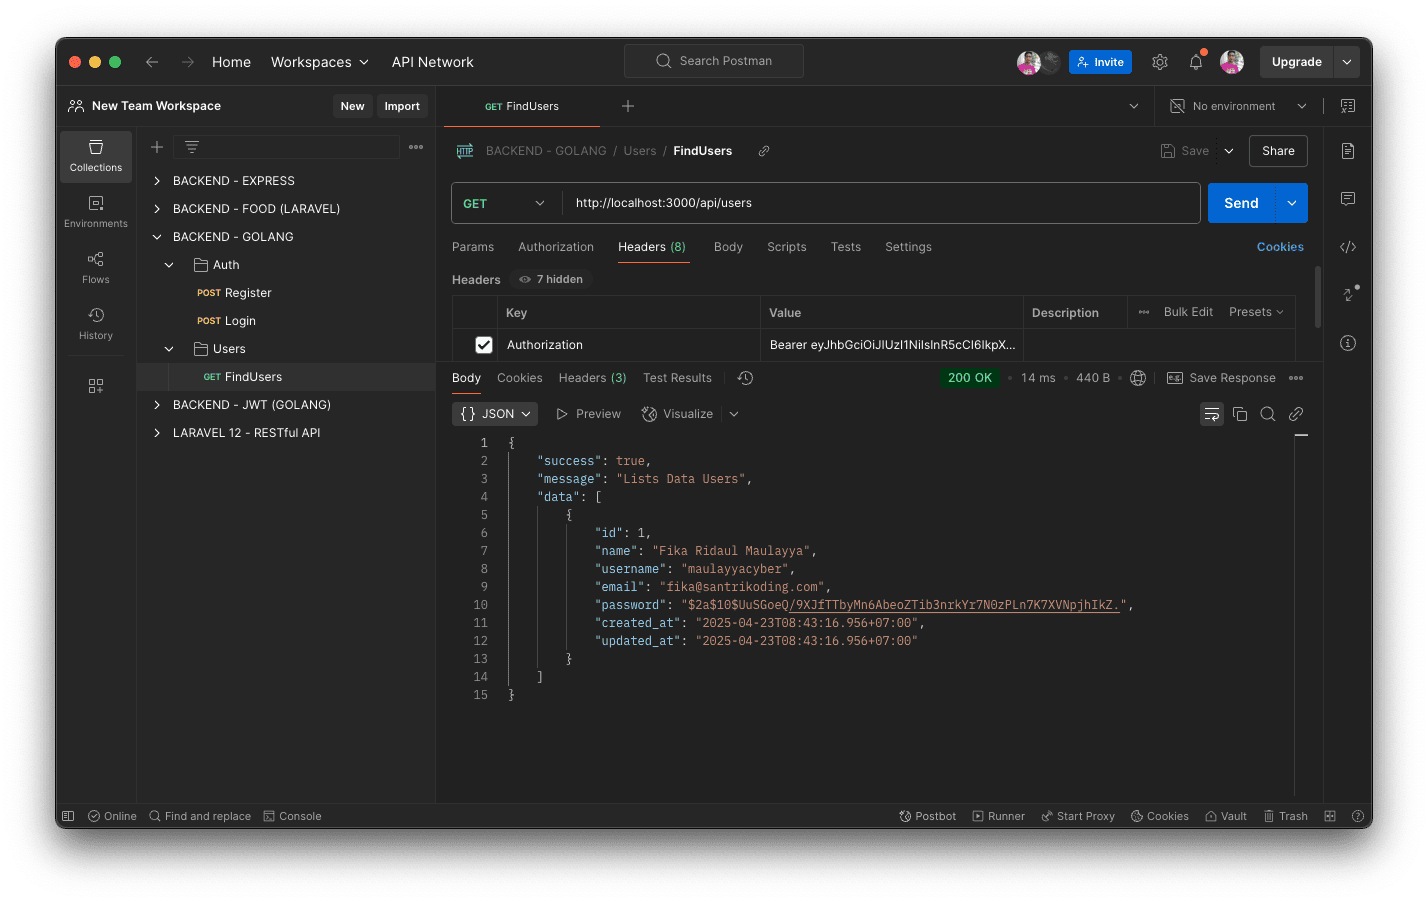 Home Workspaces API Network Search Postman Invite Upgrade
New Team Workspace New Import GET FindUsers No environment
Collections
Environments
Flows
History
BACKEND - EXPRESS
BACKEND - FOOD (LARAVEL)
BACKEND - GOLANG
Auth
POST Register
POST Login
Users
GET FindUsers
BACKEND - JWT (GOLANG)
LARAVEL 12 - RESTful API
HTTP BACKEND - GOLANG / Users / FindUsers Save Share
GET http://localhost:3000/api/users Send
Params Authorization Headers (8) Body Scripts Tests Settings Cookies
Headers 7 hidden
Key Value Description Bulk Edit Presets
Authorization Bearer eyJhbGciOiJIUzI1NiIsInR5cCI6IkpX...
Body Cookies Headers (3) Test Results 200 OK • 14 ms • 440 B e.g. Save Response
{} JSON Preview Visualize
1 {
2 "success": true,
3 "message": "Lists Data Users",
4 "data": [
5 {
6 "id": 1,
7 "name": "Fika Ridaul Maulayya",
8 "username": "maulayyacyber",
9 "email": "fika@santrikoding.com",
10 "password": "$2a$10$UuSGoeQ/9XJfTTbyMn6AbeoZTib3nrkYr7N0zPLn7K7XVNpjhIkZ.",
11 "created_at": "2025-04-23T08:43:16.956+07:00",
12 "updated_at": "2025-04-23T08:43:16.956+07:00"
13 }
14 ]
15 }
Online Find and replace Console Postbot Runner Start Proxy Cookies Vault Trash